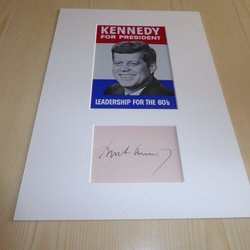 KENNEDY
FOR PRESIDENT
LEADERSHIP FOR THE 60's